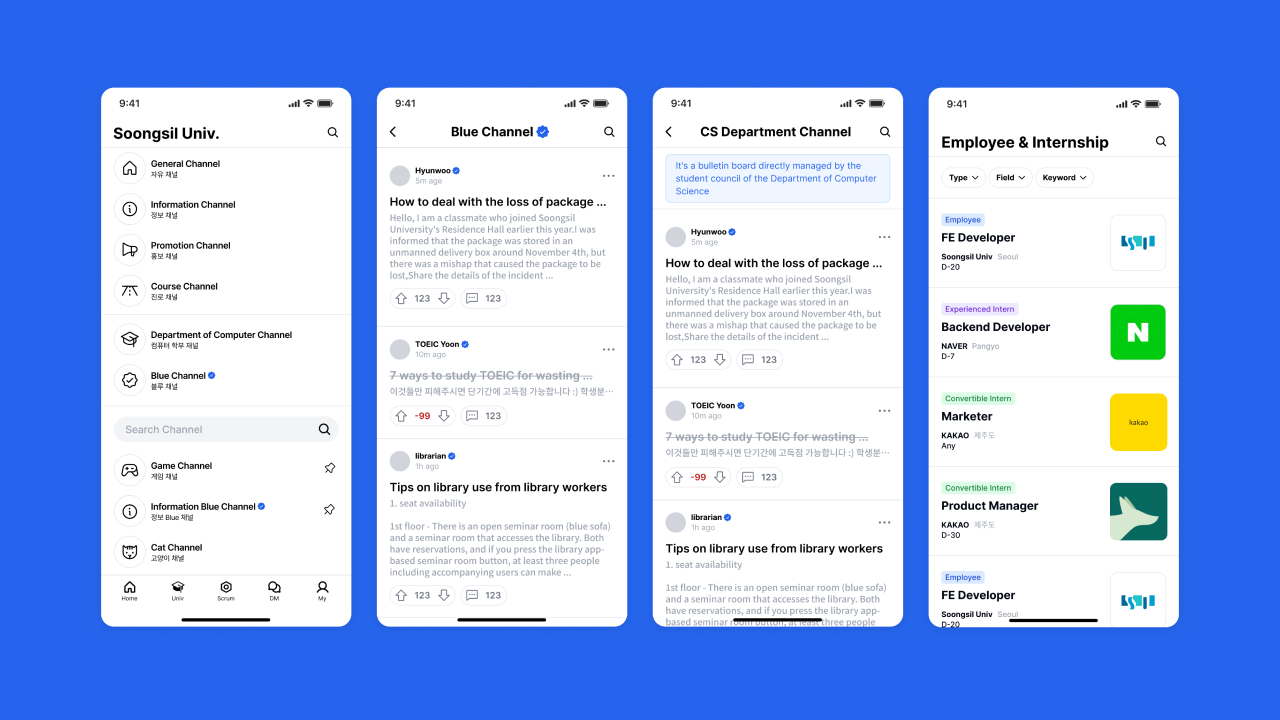 9:41
Soongsil Univ.
General Channel
자유 채널
Information Channel
정보 채널
Promotion Channel
홍보 채널
Course Channel
진로 채널
Department of Computer Channel
컴퓨터 학부 채널
Blue Channel
블루 채널
Search Channel
Game Channel
게임 채널
Information Blue Channel
정보 Blue 채널
Cat Channel
고양이 채널
Home
Univ
Scrum
DM
My
9:41
Blue Channel
Hyunwoo
5m ago
How to deal with the loss of package ...
Hello, I am a classmate who joined Soongsil
University's Residence Hall earlier this year.I was
informed that the package was stored in an
unmanned delivery box around November 4th, but
there was a mishap that caused the package to be
lost,Share the details of the incident ...
123
123
TOEIC Yoon
10m ago
7 ways to study TOEIC for wasting ...
이것들만 피해주시면 단기간에 고득점 가능합니다 :) 학생분…
-99
123
librarian
1h ago
Tips on library use from library workers
1. seat availability
1st floor - There is an open seminar room (blue sofa)
and a seminar room that accesses the library. Both
have reservations, and if you press the library app-
based seminar room button, at least three people
including accompanying users can make ...
123
123
9:41
CS Department Channel
It's a bulletin board directly managed by the
student council of the Department of Computer
Science
Hyunwoo
5m ago
How to deal with the loss of package ...
Hello, I am a classmate who joined Soongsil
University's Residence Hall earlier this year.I was
informed that the package was stored in an
unmanned delivery box around November 4th, but
there was a mishap that caused the package to be
lost,Share the details of the incident ...
123
123
TOEIC Yoon
10m ago
7 ways to study TOEIC for wasting ...
이것들만 피해주시면 단기간에 고득점 가능합니다 :) 학생분…
-99
123
librarian
1h ago
Tips on library use from library workers
1. seat availability
1st floor - There is an open seminar room (blue sofa)
and a seminar room that accesses the library. Both
have reservations, and if you press the library app-
based seminar room button, at least three people
9:41
Employee & Internship
Type
Field
Keyword
Employee
FE Developer
Soongsil Univ Seoul
D-20
Experienced Intern
Backend Developer
NAVER Pangyo
D-7
N
Convertible Intern
Marketer
KAKAO 제주도
Any
kakao
Convertible Intern
Product Manager
KAKAO 제주도
D-30
Employee
FE Developer
Soongsil Univ Seoul
D-20